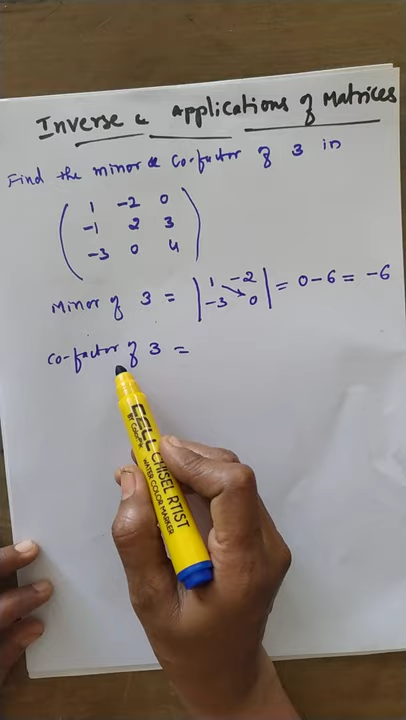 Inverse & Applications of Matrices
Find the minor & Co-factor of 3 in
1 -2 0
-1 2 3
-3 0 4
Minor of 3 = | 1 -2 | = 0-6 = -6
-3 0
Co-factor of 3 =
CELL CHISEL RTIST
WATER COLOR MARKER